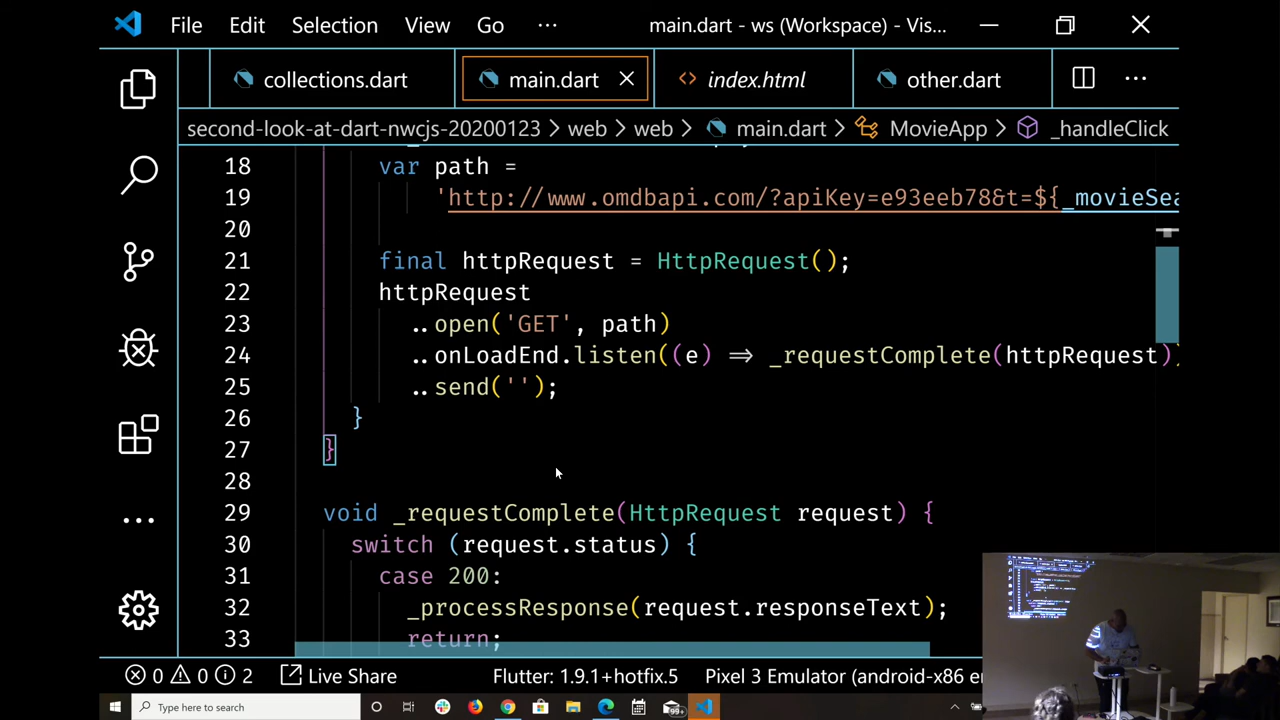 File Edit Selection View Go ··· main.dart - ws (Workspace) - Vis...
collections.dart main.dart index.html other.dart
second-look-at-dart-nwcjs-20200123 > web > web > main.dart > MovieApp > _handleClick
18 var path =
19 'http://www.omdbapi.com/?apiKey=e93eeb78&t=${_movieSea
20
21 final httpRequest = HttpRequest();
22 httpRequest
23 ..open('GET', path)
24 ..onLoadEnd.listen((e) => _requestComplete(httpRequest))
25 ..send('');
26 }
27 }
28
29 void _requestComplete(HttpRequest request) {
30 switch (request.status) {
31 case 200:
32 _processResponse(request.responseText);
33 return;
0 0 2 Live Share Flutter: 1.9.1+hotfix.5 Pixel 3 Emulator (android-x86 em
Type here to search 99+